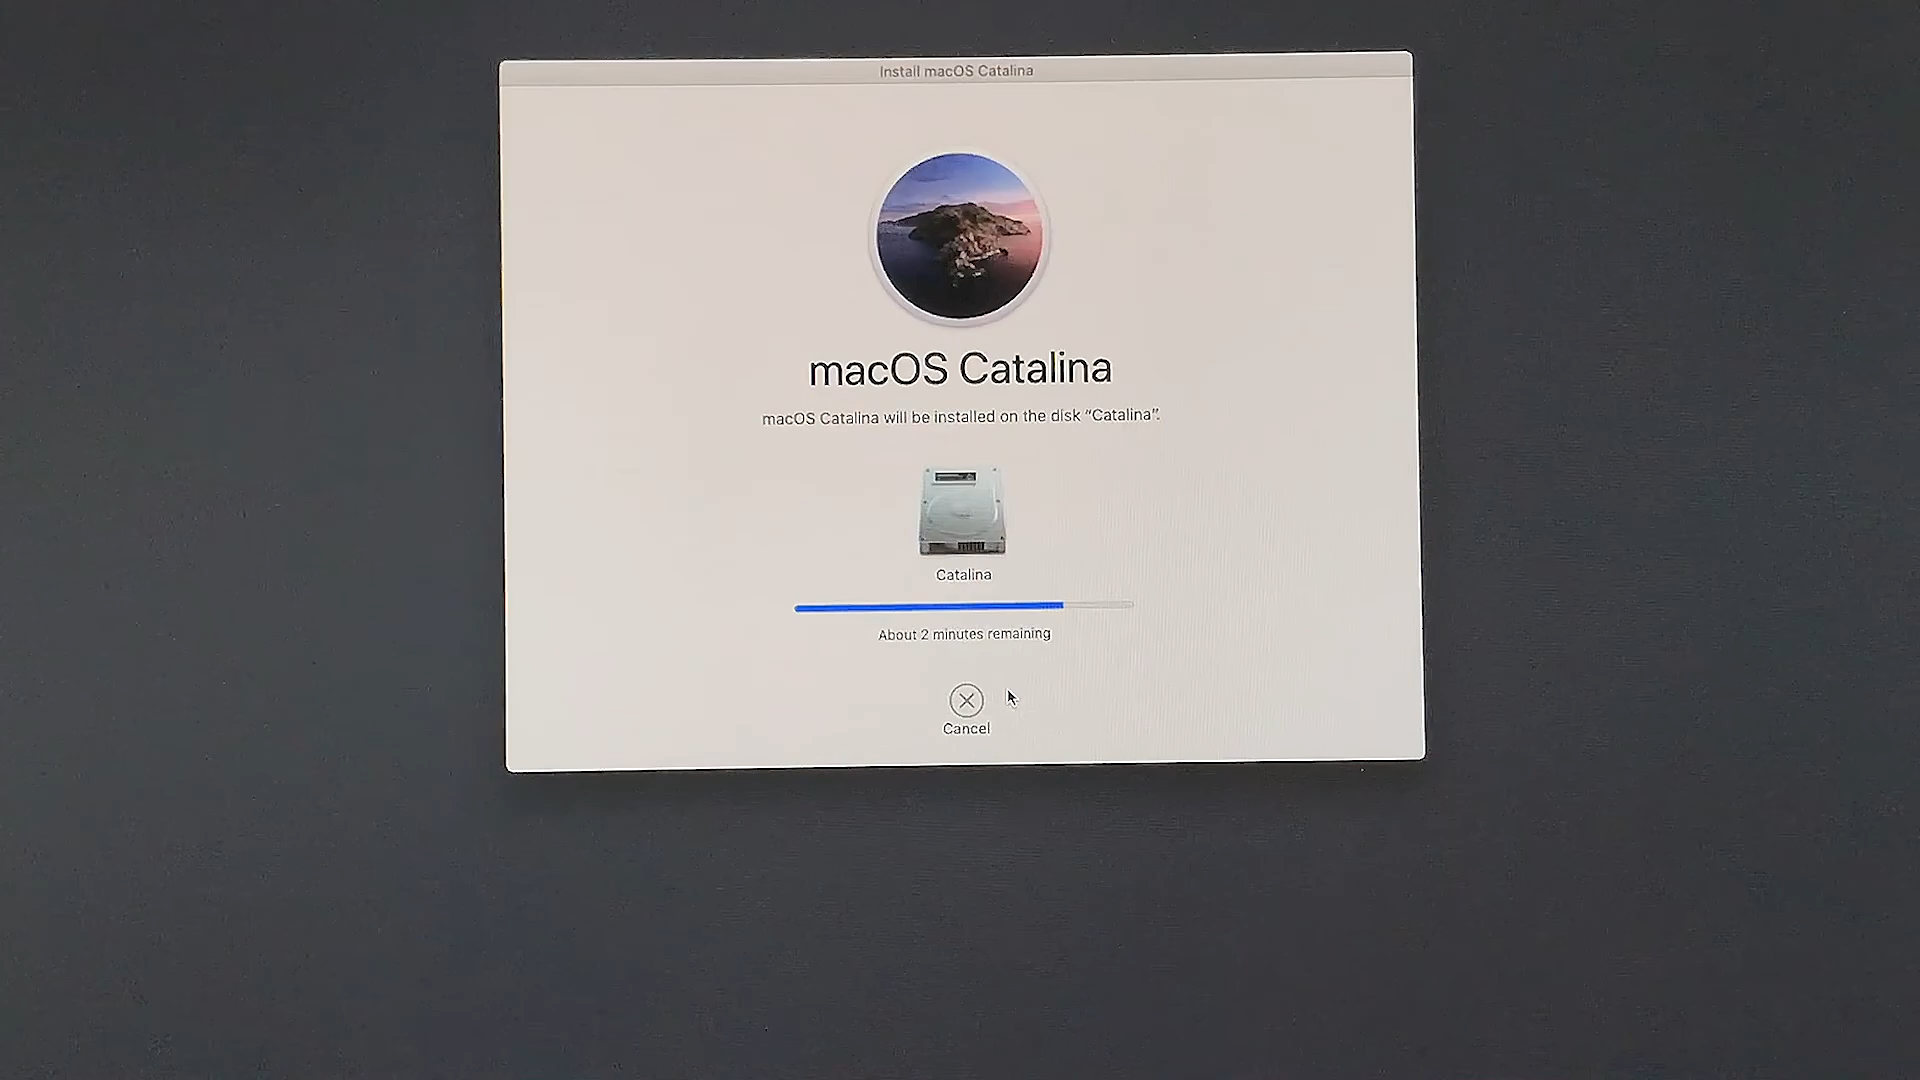 Install macOS Catalina
macOS Catalina
macOS Catalina will be installed on the disk “Catalina”.
Catalina
About 2 minutes remaining
Cancel